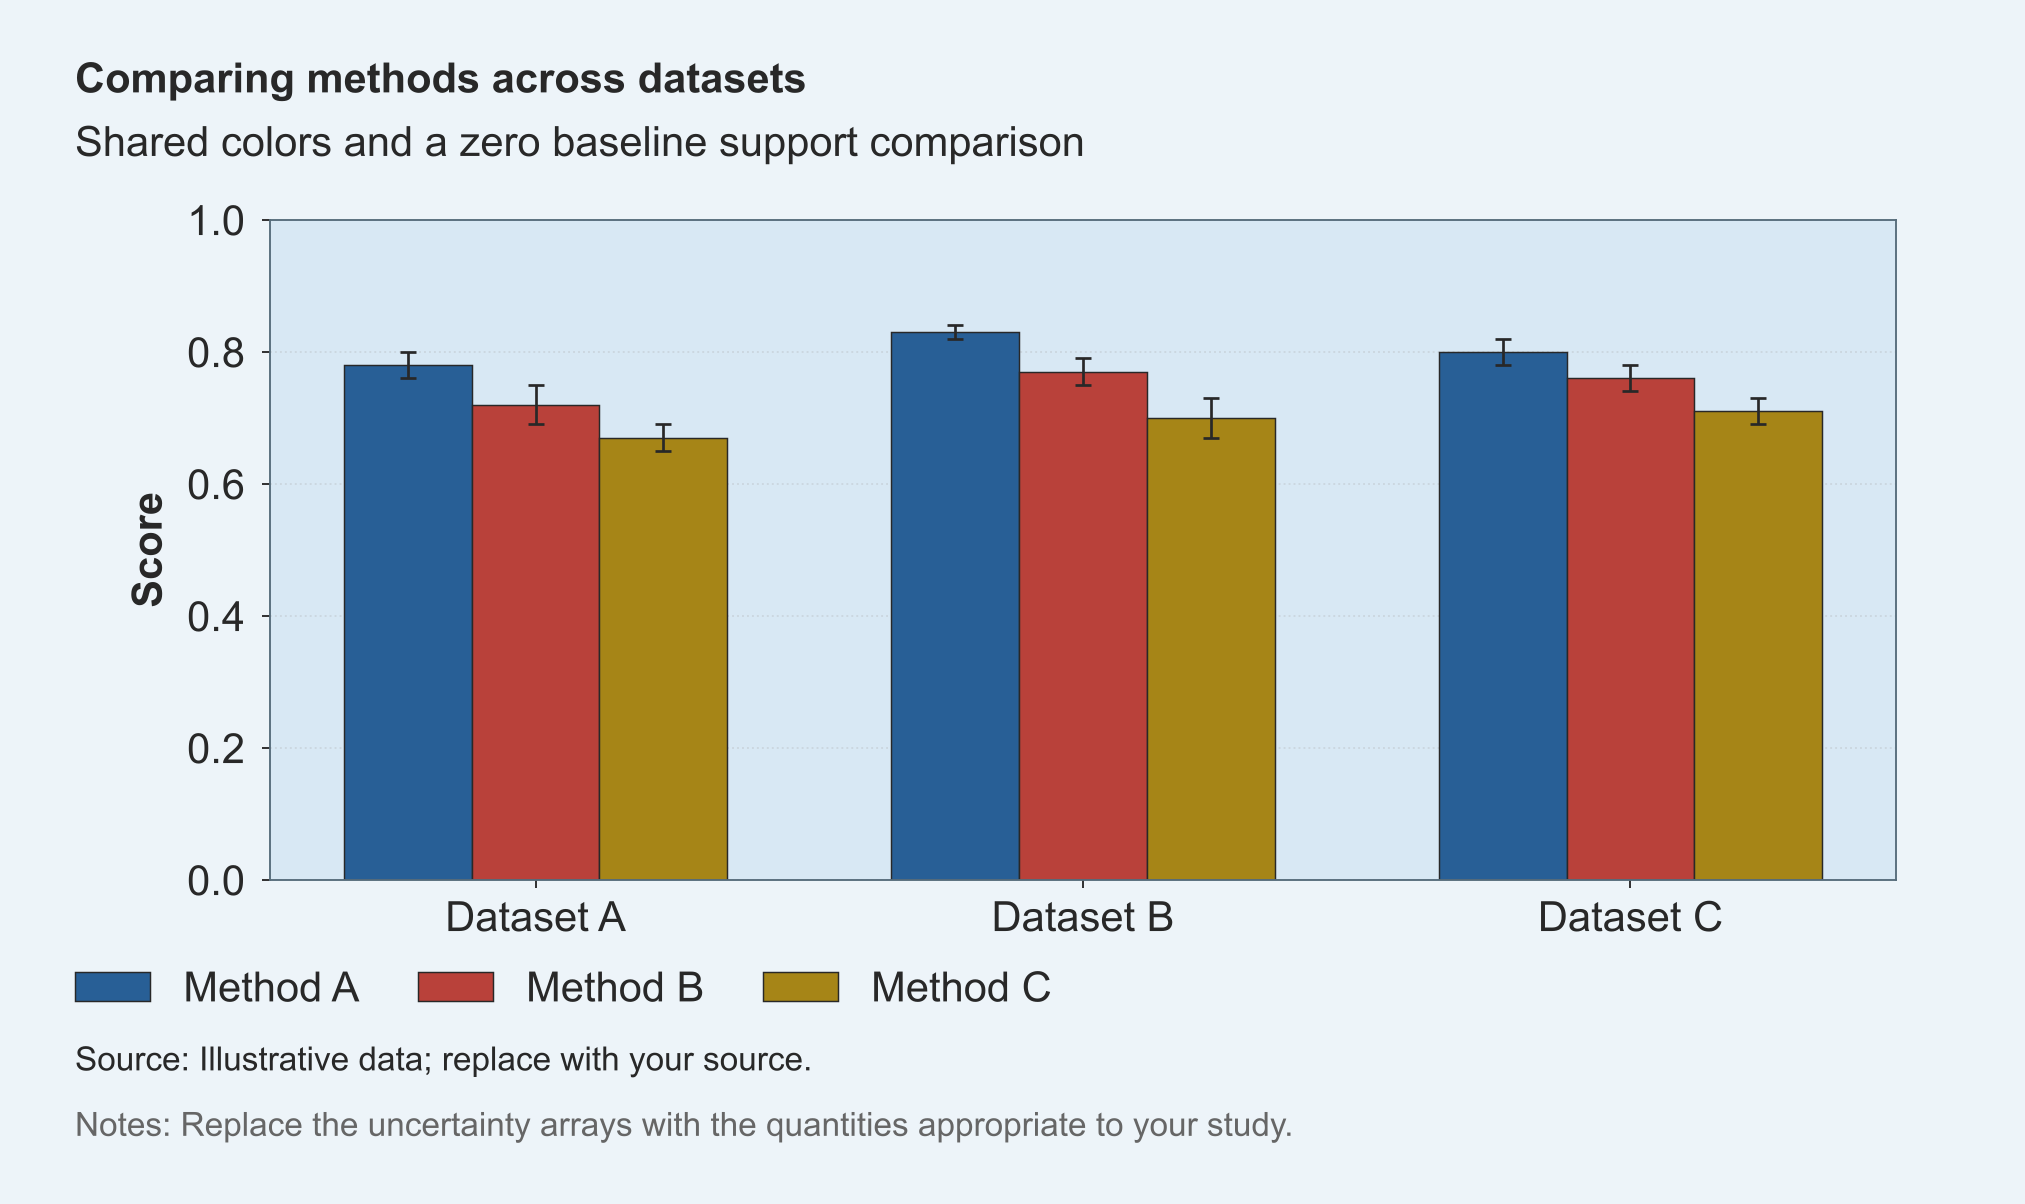 Comparing methods across datasets
Shared colors and a zero baseline support comparison
1.0
0.8
0.6
0.4
0.2
0.0
Score
Dataset A
Dataset B
Dataset C
Method A
Method B
Method C
Source: Illustrative data; replace with your source.
Notes: Replace the uncertainty arrays with the quantities appropriate to your study.